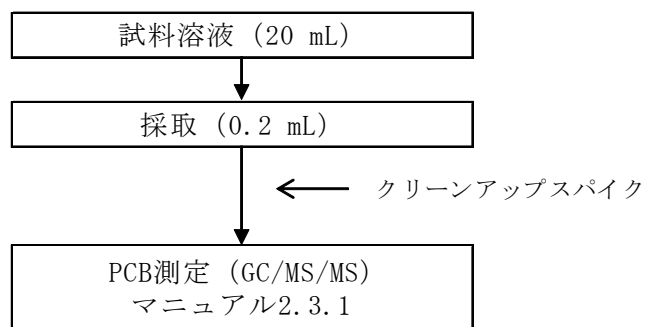 試料溶液 (20 mL)
採取 (0.2 mL)
クリーンアップスパイク
PCB測定 (GC/MS/MS)
マニュアル2.3.1